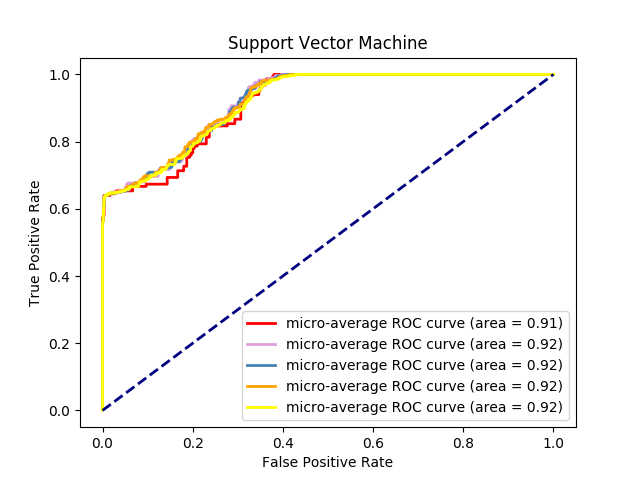 Support Vector Machine
True Positive Rate
1.0
0.8
0.6
0.4
0.2
0.0
micro-average ROC curve (area = 0.91)
micro-average ROC curve (area = 0.92)
micro-average ROC curve (area = 0.92)
micro-average ROC curve (area = 0.92)
micro-average ROC curve (area = 0.92)
0.0 0.2 0.4 0.6 0.8 1.0
False Positive Rate